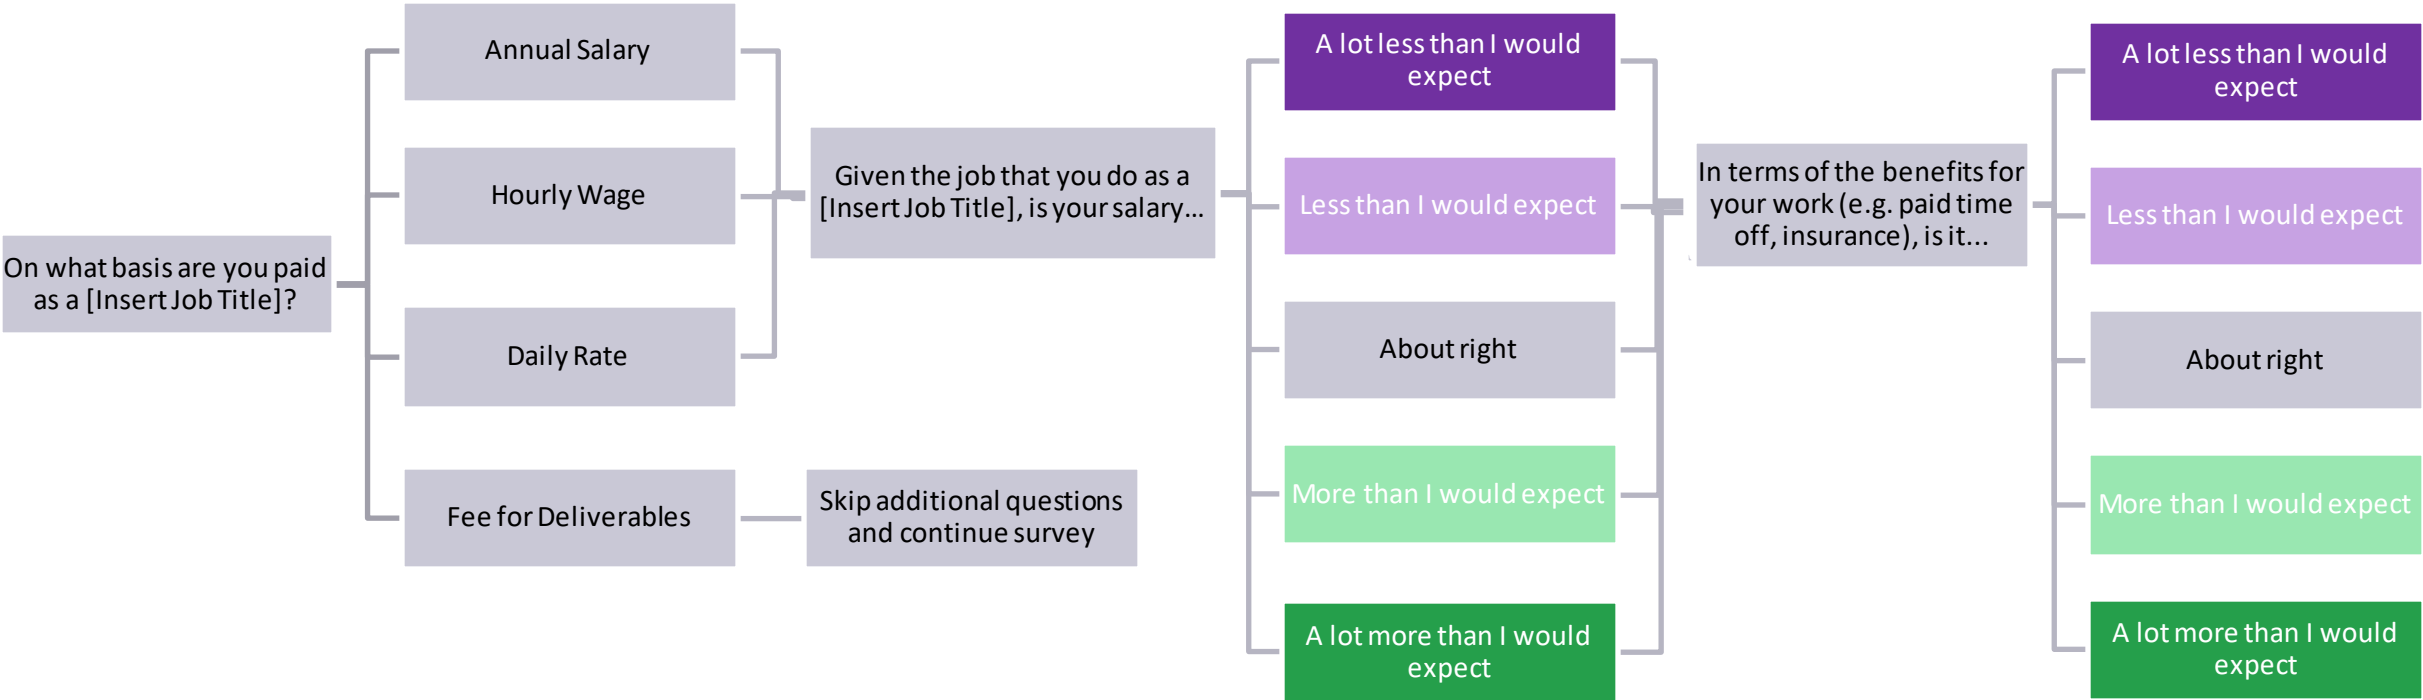 On what basis are you paid
as a [Insert Job Title]?
Annual Salary
Hourly Wage
Daily Rate
Fee for Deliverables
Given the job that you do as a
[Insert Job Title], is your salary...
Skip additional questions
and continue survey
A lot less than I would
expect
Less than I would expect
About right
More than I would expect
A lot more than I would
expect
In terms of the benefits for
your work (e.g. paid time
off, insurance), is it...
A lot less than I would
expect
Less than I would expect
About right
More than I would expect
A lot more than I would
expect